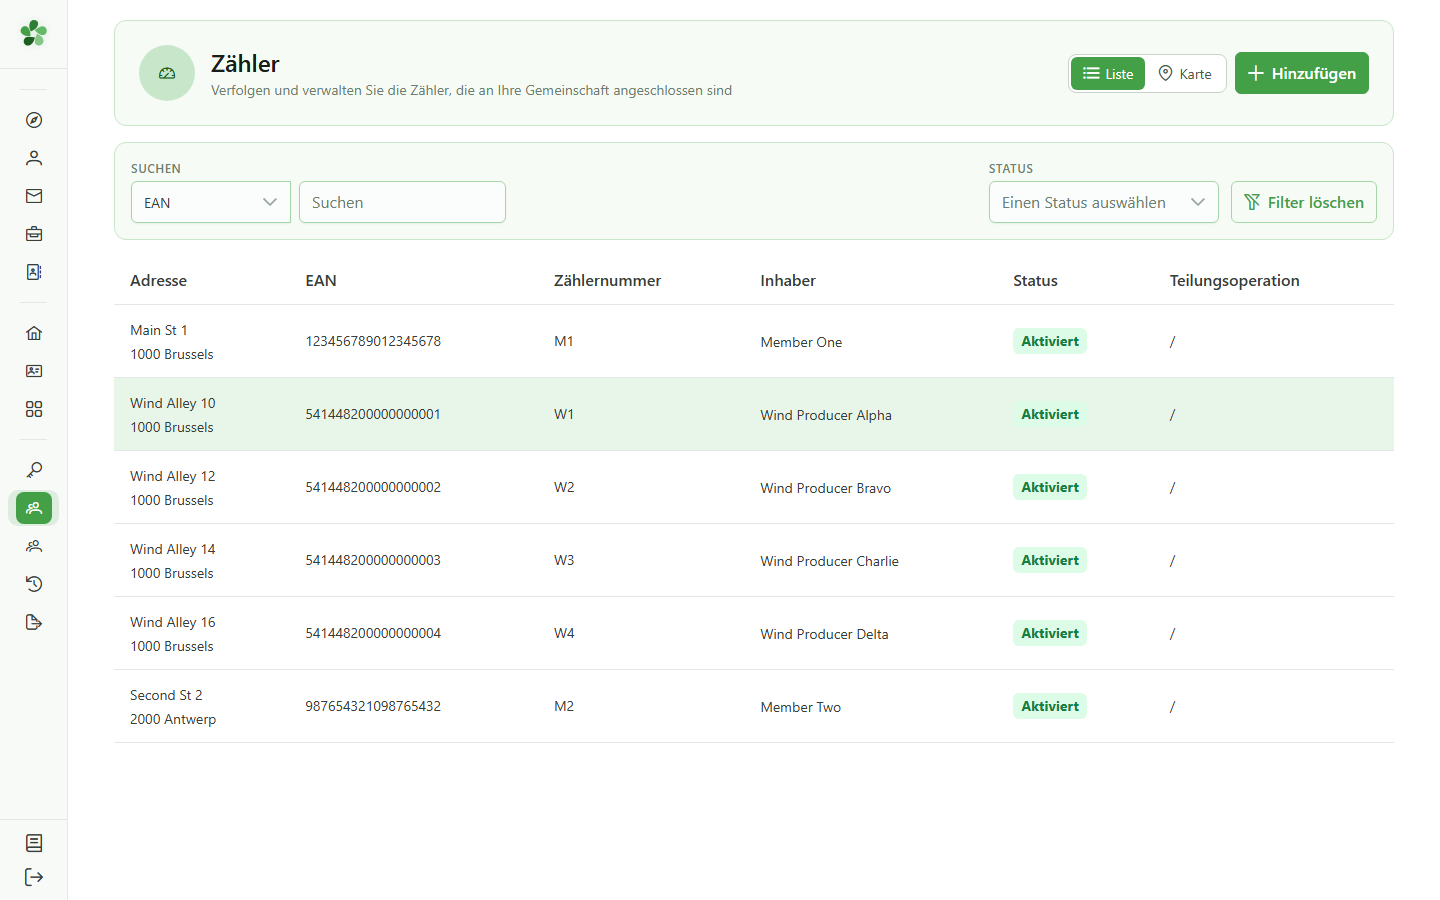 Zähler
Verfolgen und verwalten Sie die Zähler, die an Ihre Gemeinschaft angeschlossen sind
Liste
Karte
Hinzufügen
SUCHEN
STATUS
EAN
Suchen
Einen Status auswählen
Filter löschen
Adresse EAN Zählernummer Inhaber Status Teilungsoperation
Main St 1
1000 Brussels
123456789012345678 M1 Member One Aktiviert /
Wind Alley 10
1000 Brussels
541448200000000001 W1 Wind Producer Alpha Aktiviert /
Wind Alley 12
1000 Brussels
541448200000000002 W2 Wind Producer Bravo Aktiviert /
Wind Alley 14
1000 Brussels
541448200000000003 W3 Wind Producer Charlie Aktiviert /
Wind Alley 16
1000 Brussels
541448200000000004 W4 Wind Producer Delta Aktiviert /
Second St 2
2000 Antwerp
987654321098765432 M2 Member Two Aktiviert /